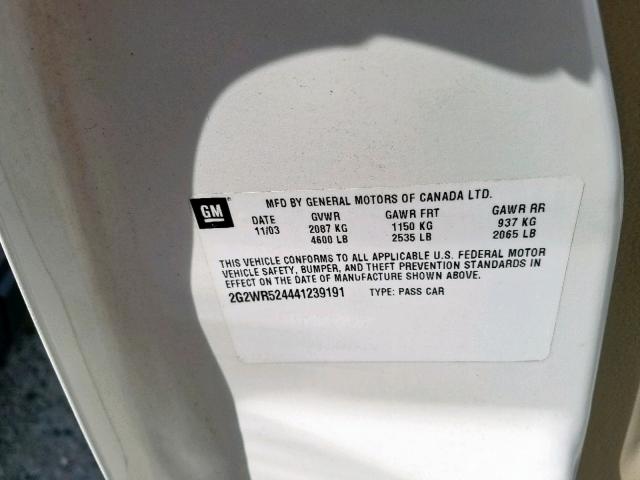 GM
MFD BY GENERAL MOTORS OF CANADA LTD.
DATE GVWR GAWR FRT GAWR RR
11/03 2087 KG 1150 KG 937 KG
4600 LB 2535 LB 2065 LB
THIS VEHICLE CONFORMS TO ALL APPLICABLE U.S. FEDERAL MOTOR
VEHICLE SAFETY, BUMPER, AND THEFT PREVENTION STANDARDS IN
EFFECT ON THE DATE OF MANUFACTURE SHOWN ABOVE.
2G2WR524441239191 TYPE: PASS CAR